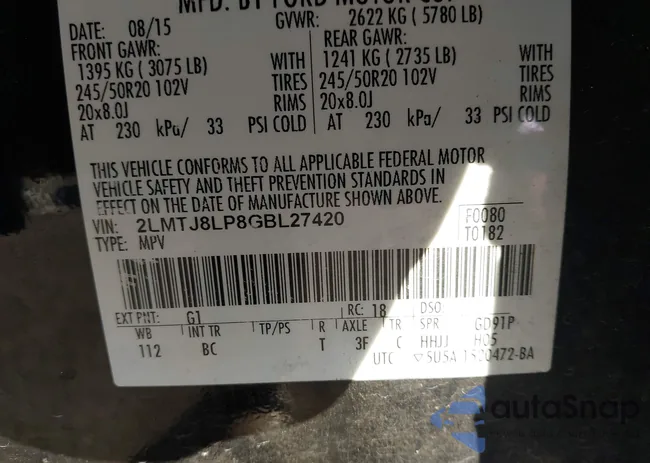 MFD. BY FORD MOTOR CO.
DATE: 08/15 GVWR: 2622 KG ( 5780 LB)
FRONT GAWR: REAR GAWR:
1395 KG ( 3075 LB) WITH 1241 KG ( 2735 LB) WITH
245/50R20 102V TIRES 245/50R20 102V TIRES
20x8.0J RIMS 20x8.0J RIMS
AT 230 kPa/ 33 PSI COLD AT 230 kPa/ 33 PSI COLD
THIS VEHICLE CONFORMS TO ALL APPLICABLE FEDERAL MOTOR
VEHICLE SAFETY AND THEFT PREVENTION STANDARDS IN
EFFECT ON THE DATE OF MANUFACTURE SHOWN ABOVE.
VIN: 2LMTJ8LP8GBL27420 F0080
TYPE: MPV T0182
EXT PNT: G1 RC: 18 DSO:
WB INT TR TP/PS R AXLE TR SPR GD91P
112 BC T 3F C HHJJ H05
UTC ▽ SU5A 1520472-BA
autoSnap